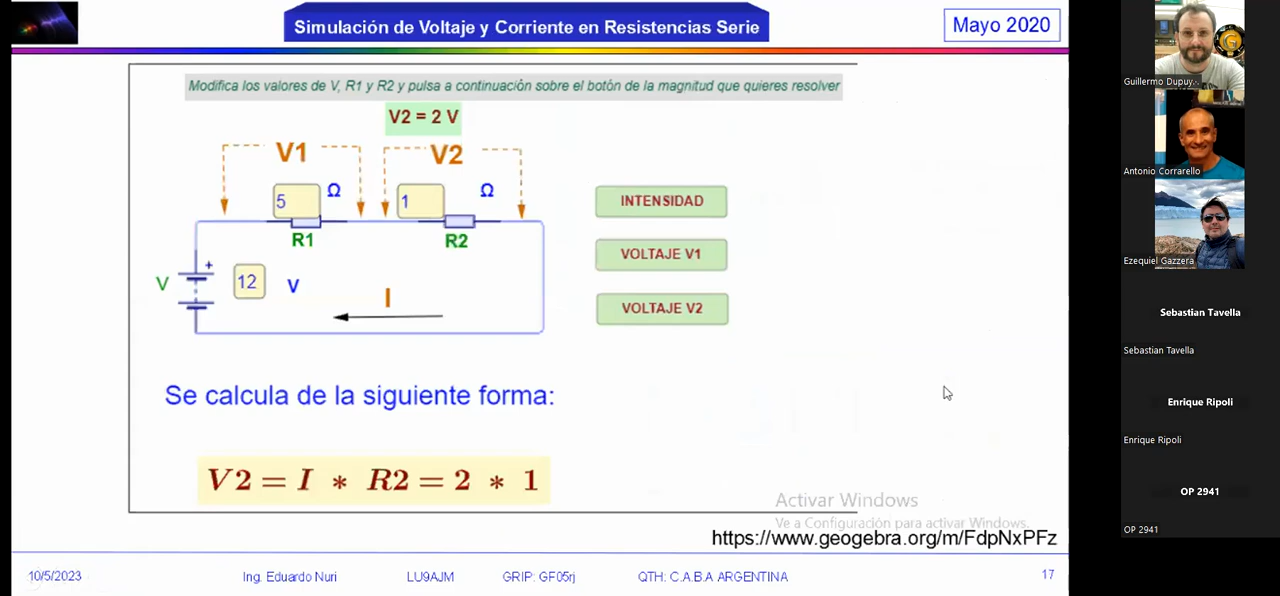 Simulación de Voltaje y Corriente en Resistencias Serie
Mayo 2020
Modifica los valores de V, R1 y R2 y pulsa a continuación sobre el botón de la magnitud que quieres resolver
V2 = 2 V
V1
V2
5
Ω
1
Ω
R1
R2
INTENSIDAD
VOLTAJE V1
VOLTAJE V2
V
+
12
V
I
Se calcula de la siguiente forma:
V2 = I * R2 = 2 * 1
Activar Windows
Ve a Configuración para activar Windows.
https://www.geogebra.org/m/FdpNxPFz
10/5/2023
Ing. Eduardo Nuri
LU9AJM
GRIP: GF05rj
QTH: C.A.B.A ARGENTINA
17
Guillermo Dupuy...
Antonio Corrarello
Ezequiel Gazzera
Sebastian Tavella
Sebastian Tavella
Enrique Ripoli
Enrique Ripoli
OP 2941
OP 2941